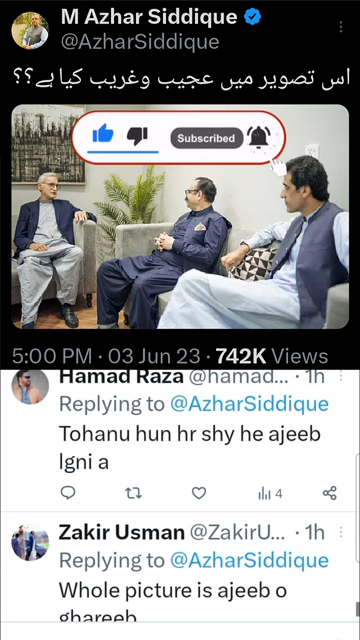 M Azhar Siddique
@AzharSiddique
اس تصویر میں عجیب وغریب کیا ہے؟؟
Subscribed
5:00 PM · 03 Jun 23 · 742K Views
Hamad Raza @hamad... · 1h
Replying to @AzharSiddique
Tohanu hun hr shy he ajeeb
lgni a
4
Zakir Usman @ZakirU... · 1h
Replying to @AzharSiddique
Whole picture is ajeeb o
ghareeb